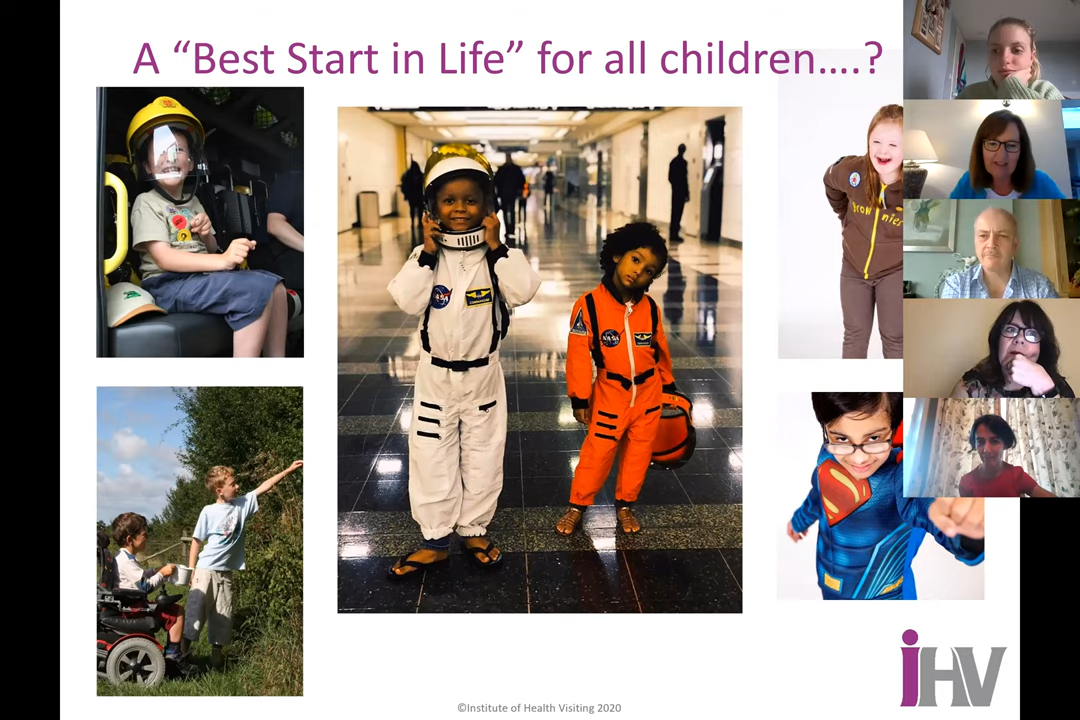 A “Best Start in Life” for all children….?
NASA
NASA
Brownies
iHV
©Institute of Health Visiting 2020